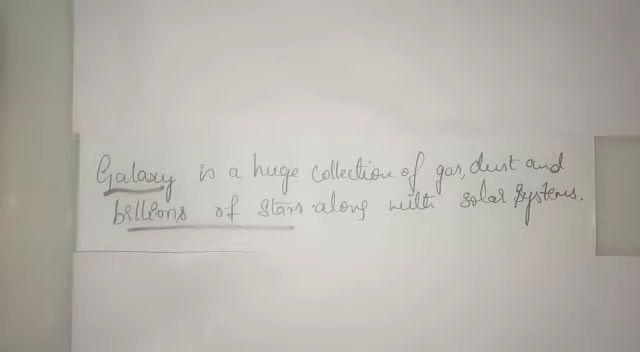 Galaxy is a huge collection of gas, dust and
billions of stars along with solar systems.